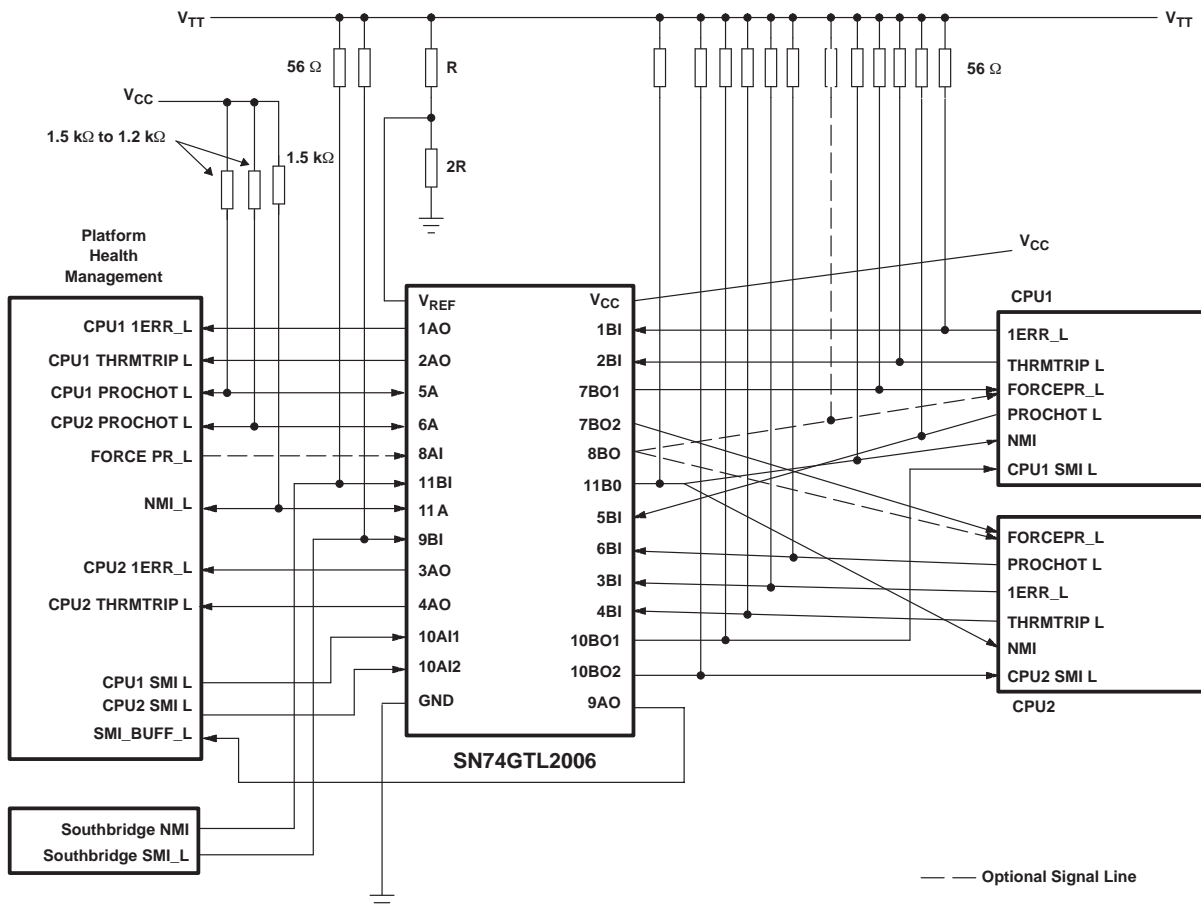 VTT
VTT
56 Ω
R
56 Ω
VCC
1.5 kΩ to 1.2 kΩ
1.5 kΩ
2R
Platform
Health
Management
CPU1 1ERR_L
CPU1 THRMTRIP L
CPU1 PROCHOT L
CPU2 PROCHOT L
FORCE PR_L
NMI_L
CPU2 1ERR_L
CPU2 THRMTRIP L
CPU1 SMI L
CPU2 SMI L
SMI_BUFF_L
Southbridge NMI
Southbridge SMI_L
VREF
1AO
2AO
5A
6A
8AI
11BI
11A
9BI
3AO
4AO
10AI1
10AI2
GND
VCC
1BI
2BI
7BO1
7BO2
8BO
11B0
5BI
6BI
3BI
4BI
10BO1
10BO2
9AO
SN74GTL2006
VCC
CPU1
1ERR_L
THRMTRIP L
FORCEPR_L
PROCHOT L
NMI
CPU1 SMI L
FORCEPR_L
PROCHOT L
1ERR_L
THRMTRIP L
NMI
CPU2 SMI L
CPU2
Optional Signal Line